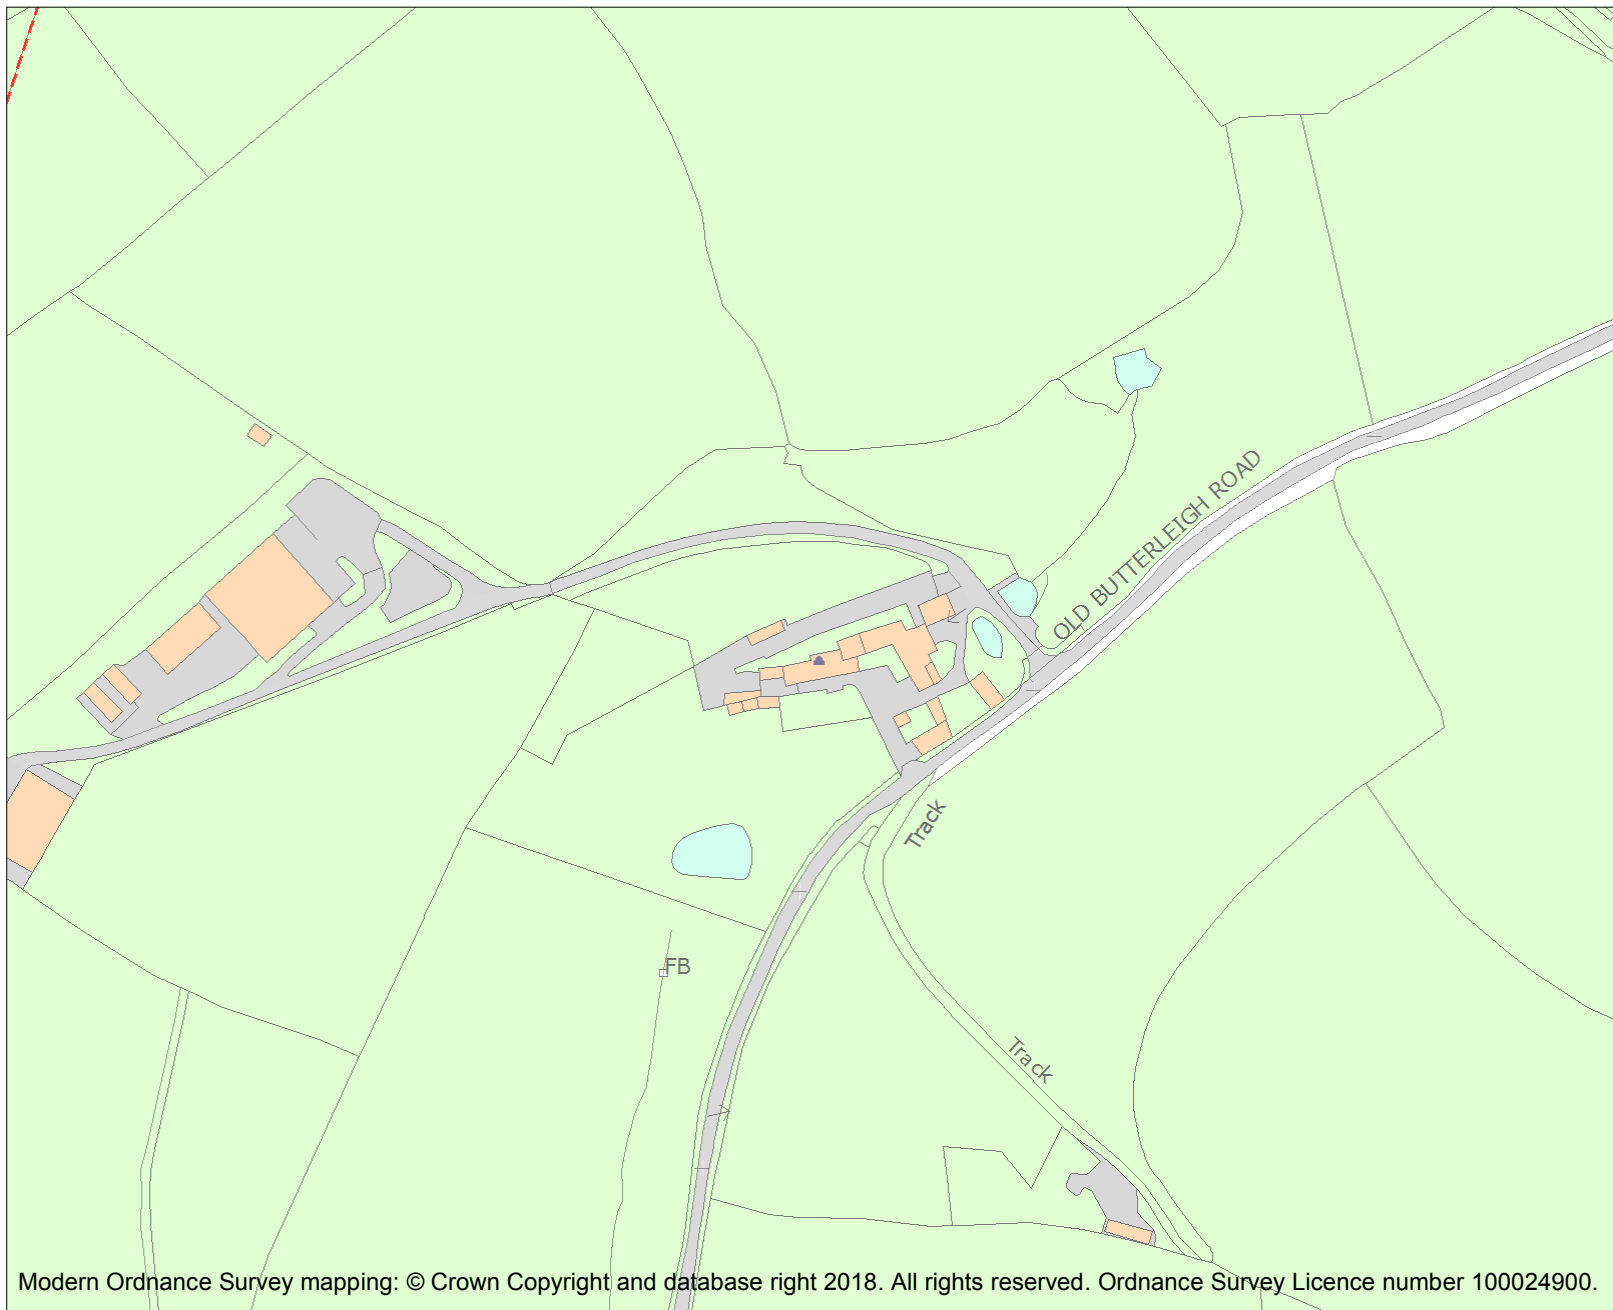 OLD BUTTERLEIGH ROAD
Track
FB
Track
Modern Ordnance Survey mapping: © Crown Copyright and database right 2018. All rights reserved. Ordnance Survey Licence number 100024900.